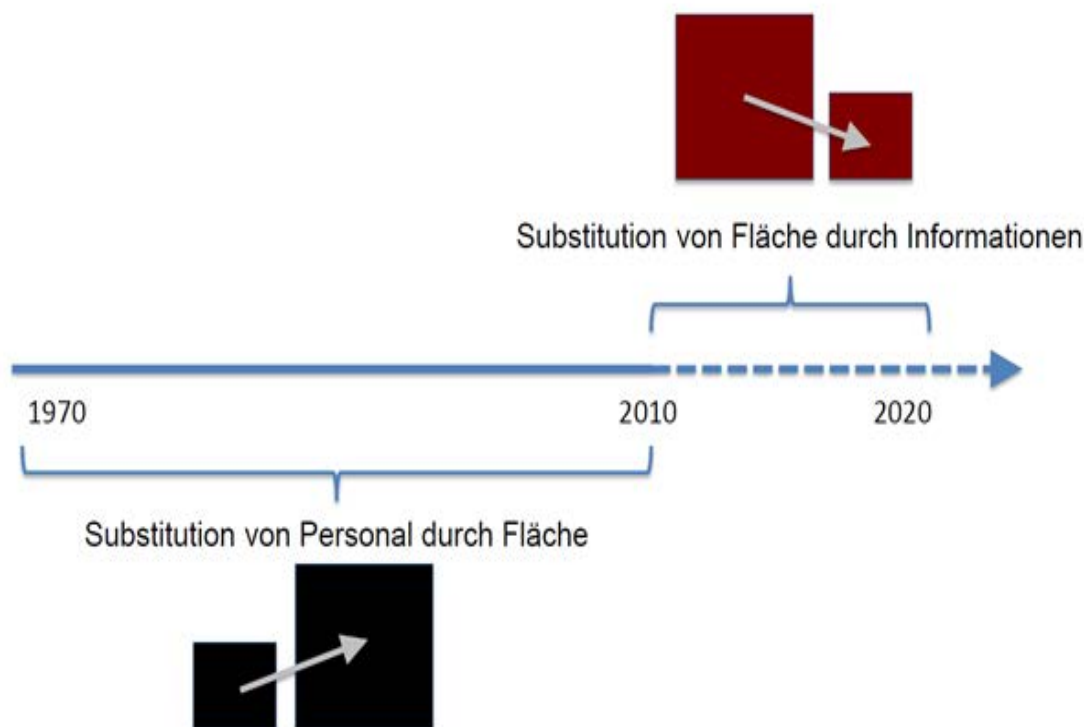 Substitution von Fläche durch Informationen
1970
2010
2020
Substitution von Personal durch Fläche